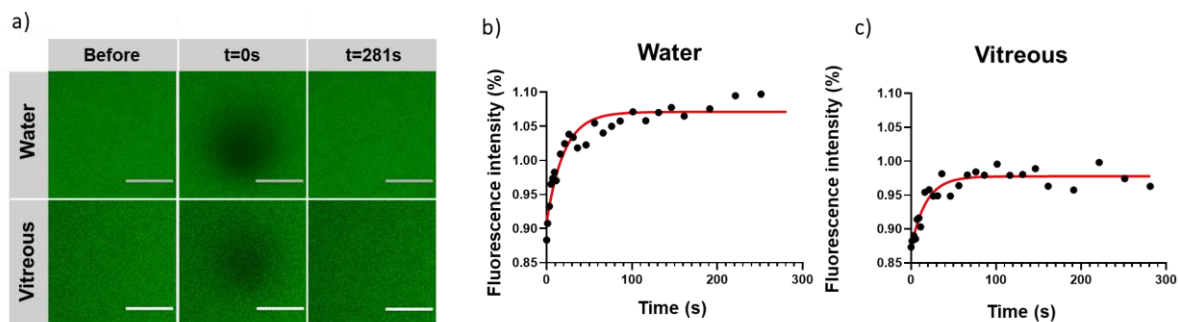 a)
Before t=0s t=281s
Water
Vitreous
b)
Water
Fluorescence intensity (%)
1.10
1.05
1.00
0.95
0.90
0.85
0 100 200 300
Time (s)
c)
Vitreous
Fluorescence intensity (%)
1.10
1.05
1.00
0.95
0.90
0.85
0 100 200 300
Time (s)